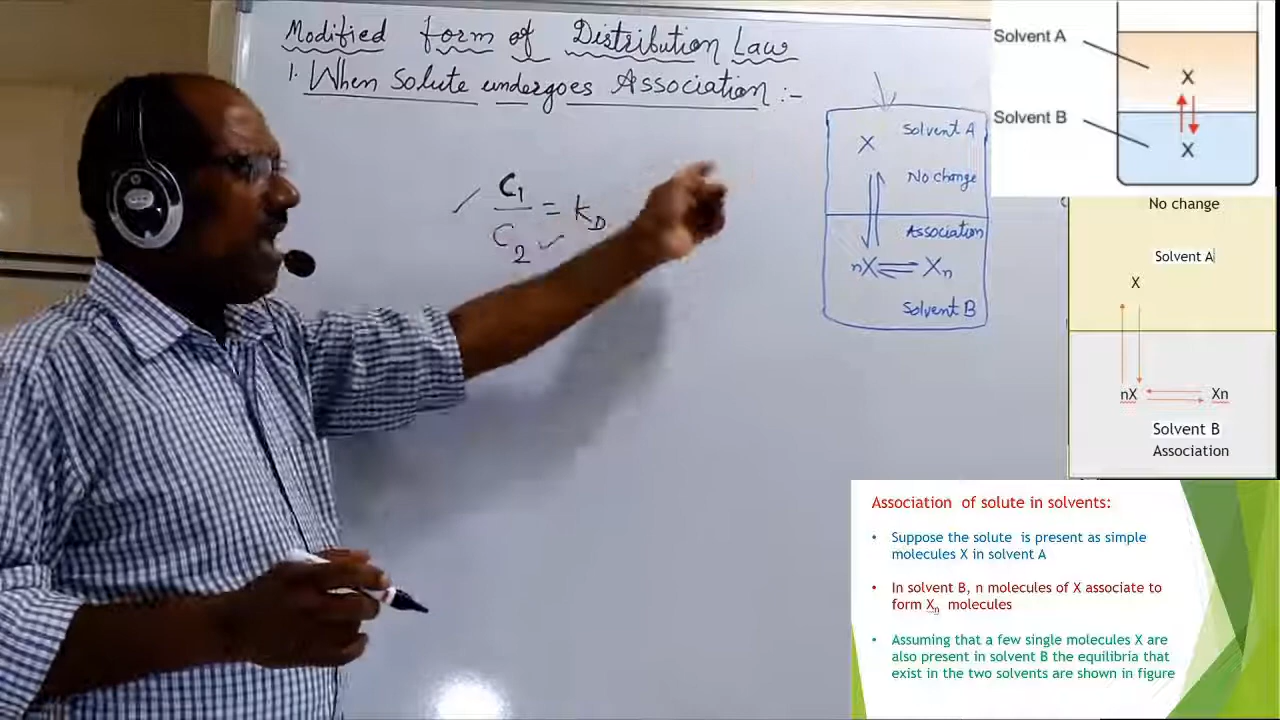 Modified form of Distribution Law
1. When Solute undergoes Association :-
C1
= KD
C2
X
Solvent A
No change
Association
nX ⇌ Xn
Solvent B
Solvent A
X
Solvent B
X
No change
Solvent A
X
nX Xn
Solvent B
Association
Association of solute in solvents:
• Suppose the solute is present as simple
molecules X in solvent A
• In solvent B, n molecules of X associate to
form Xn molecules
• Assuming that a few single molecules X are
also present in solvent B the equilibria that
exist in the two solvents are shown in figure